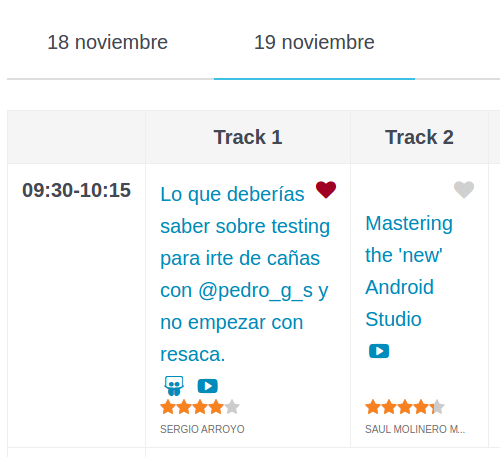 18 noviembre
19 noviembre
Track 1
Track 2
09:30-10:15
Lo que deberías
saber sobre testing
para irte de cañas
con @pedro_g_s y
no empezar con
resaca.
SERGIO ARROYO
Mastering
the 'new'
Android
Studio
SAUL MOLINERO M...